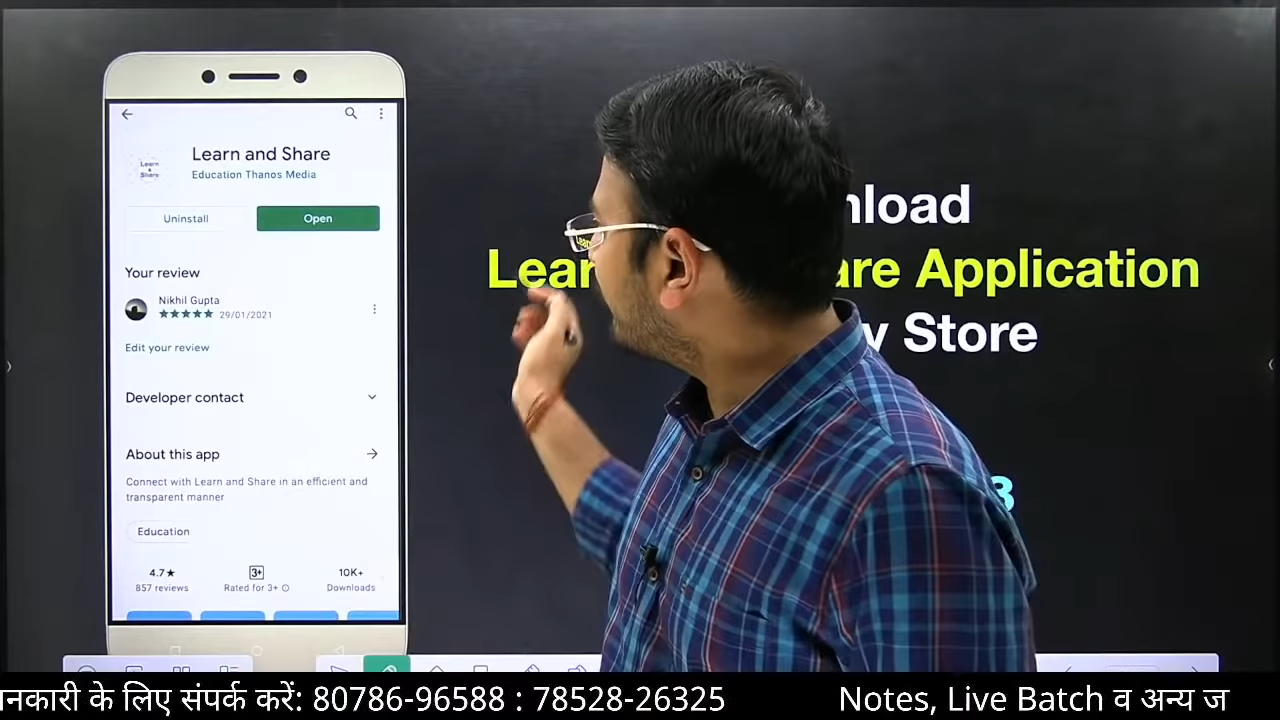 Learn and Share
Education Thanos Media
Learn
&
Share
Uninstall
Open
Your review
Nikhil Gupta
★★★★★ 29/01/2021
Edit your review
Developer contact
About this app
Connect with Learn and Share in an efficient and
transparent manner
Education
4.7★
857 reviews
3+
Rated for 3+
10K+
Downloads
nload
Lear are Application
y Store
3
नकारी के लिए संपर्क करें: 80786-96588 : 78528-26325 Notes, Live Batch व अन्य ज